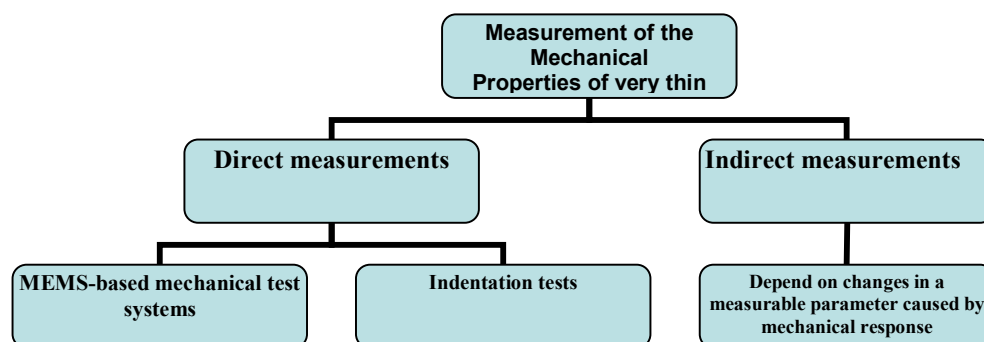 Measurement of the
Mechanical
Properties of very thin
Direct measurements
Indirect measurements
MEMS-based mechanical test
systems
Indentation tests
Depend on changes in a
measurable parameter caused by
mechanical response